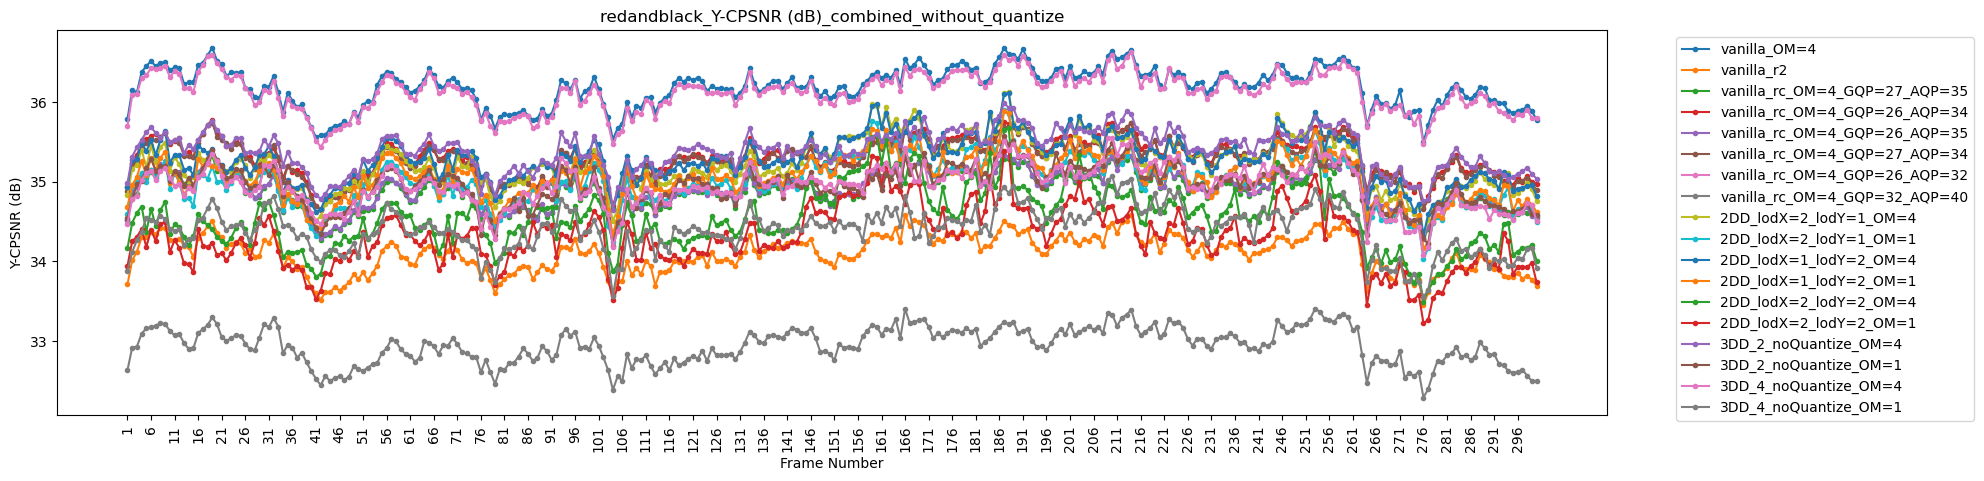 redandblack_Y-CPSNR (dB)_combined_without_quantize
Y-CPSNR (dB)
36
35
34
33
1 6 11 16 21 26 31 36 41 46 51 56 61 66 71 76 81 86 91 96 101 106 111 116 121 126 131 136 141 146 151 156 161 166 171 176 181 186 191 196 201 206 211 216 221 226 231 236 241 246 251 256 261 266 271 276 281 286 291 296
Frame Number
vanilla_OM=4
vanilla_r2
vanilla_rc_OM=4_GQP=27_AQP=35
vanilla_rc_OM=4_GQP=26_AQP=34
vanilla_rc_OM=4_GQP=26_AQP=35
vanilla_rc_OM=4_GQP=27_AQP=34
vanilla_rc_OM=4_GQP=26_AQP=32
vanilla_rc_OM=4_GQP=32_AQP=40
2DD_lodX=2_lodY=1_OM=4
2DD_lodX=2_lodY=1_OM=1
2DD_lodX=1_lodY=2_OM=4
2DD_lodX=1_lodY=2_OM=1
2DD_lodX=2_lodY=2_OM=4
2DD_lodX=2_lodY=2_OM=1
3DD_2_noQuantize_OM=4
3DD_2_noQuantize_OM=1
3DD_4_noQuantize_OM=4
3DD_4_noQuantize_OM=1